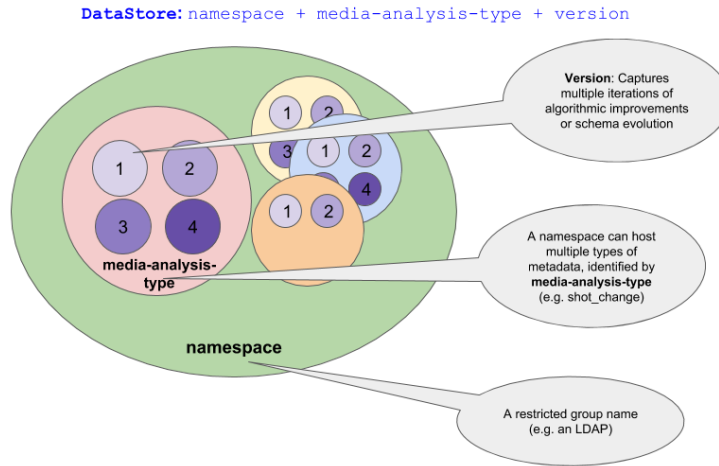 DataStore: namespace + media-analysis-type + version
Version: Captures
multiple iterations of
algorithmic improvements
or schema evolution
1
2
3
4
media-analysis-
type
1
2
3
1
2
4
1
2
A namespace can host
multiple types of
metadata, identified by
media-analysis-type
(e.g. shot_change)
namespace
A restricted group name
(e.g. an LDAP)